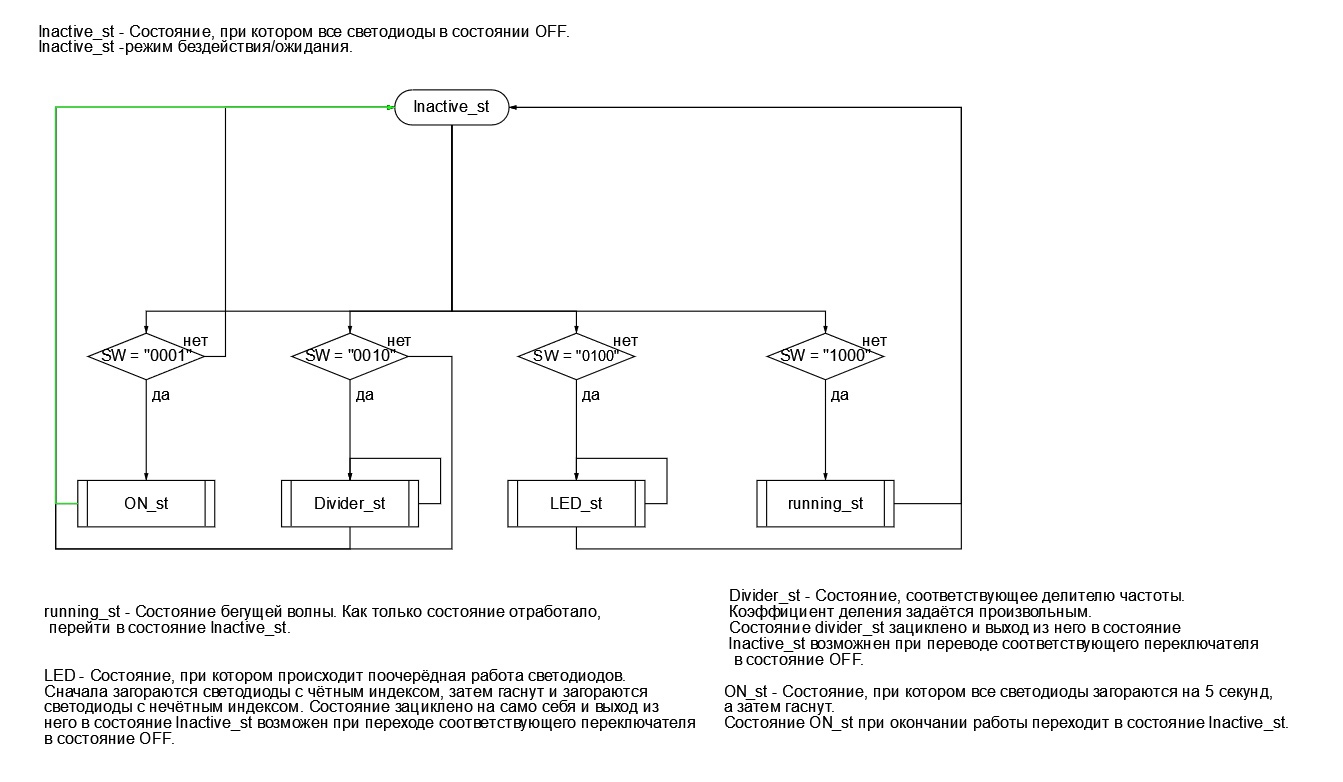 Inactive_st - Состояние, при котором все светодиоды в состоянии OFF.
Inactive_st -режим бездействия/ожидания.
Inactive_st
нет
нет
нет
нет
SW = "0001"
SW = "0010"
SW = "0100"
SW = "1000"
да
да
да
да
ON_st
Divider_st
LED_st
running_st
running_st - Состояние бегущей волны. Как только состояние отработало,
перейти в состояние Inactive_st.
LED - Состояние, при котором происходит поочерёдная работа светодиодов.
Сначала загораются светодиоды с чётным индексом, затем гаснут и загораются
светодиоды с нечётным индексом. Состояние зациклено на само себя и выход из
него в состояние Inactive_st возможен при переходе соответствующего переключателя
в состояние OFF.
Divider_st - Состояние, соответствующее делителю частоты.
Коэффициент деления задаётся произвольным.
Состояние divider_st зациклено и выход из него в состояние
Inactive_st возможнен при переводе соответствующего переключателя
в состояние OFF.
ON_st - Состояние, при котором все светодиоды загораются на 5 секунд,
а затем гаснут.
Состояние ON_st при окончании работы переходит в состояние Inactive_st.